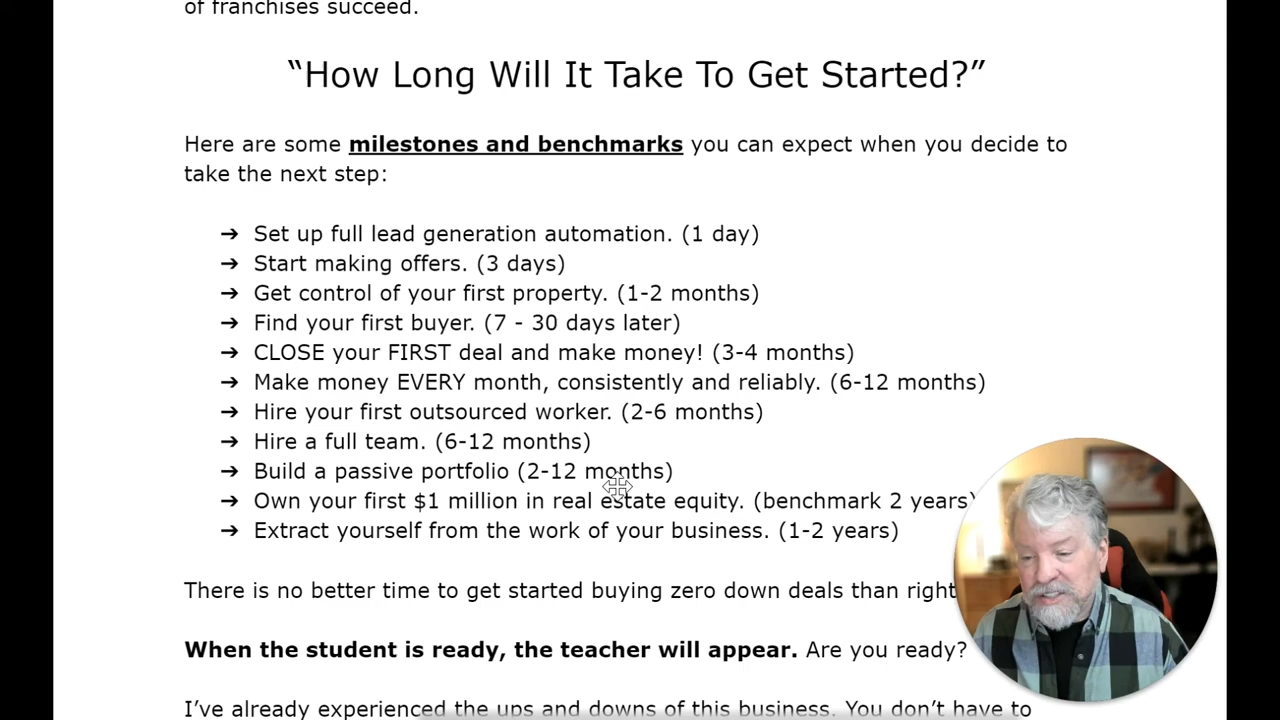 of franchises succeed.
“How Long Will It Take To Get Started?”
Here are some milestones and benchmarks you can expect when you decide to
take the next step:
➔ Set up full lead generation automation. (1 day)
➔ Start making offers. (3 days)
➔ Get control of your first property. (1-2 months)
➔ Find your first buyer. (7 - 30 days later)
➔ CLOSE your FIRST deal and make money! (3-4 months)
➔ Make money EVERY month, consistently and reliably. (6-12 months)
➔ Hire your first outsourced worker. (2-6 months)
➔ Hire a full team. (6-12 months)
➔ Build a passive portfolio (2-12 months)
➔ Own your first $1 million in real estate equity. (benchmark 2 years)
➔ Extract yourself from the work of your business. (1-2 years)
There is no better time to get started buying zero down deals than right
When the student is ready, the teacher will appear. Are you ready?
I’ve already experienced the ups and downs of this business. You don’t have to